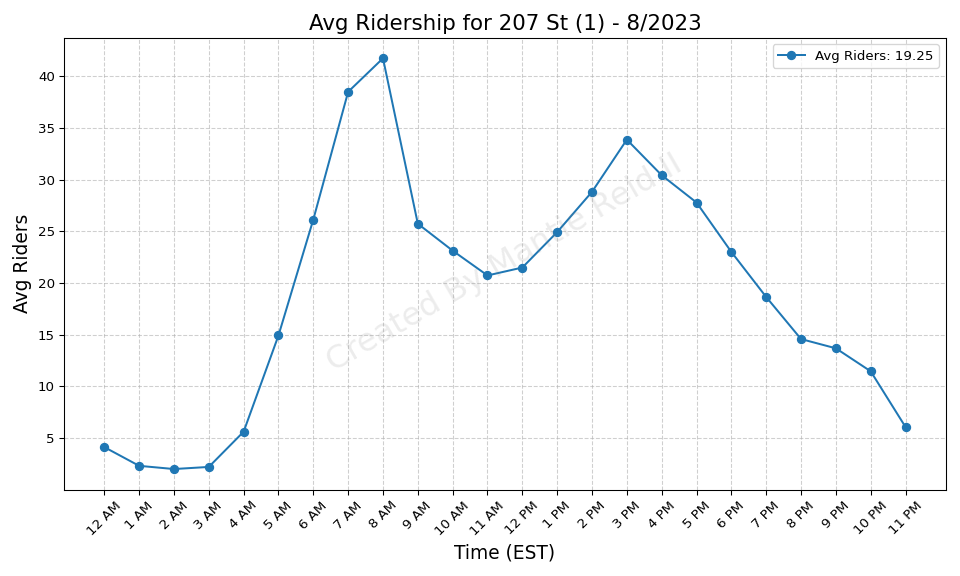 Avg Ridership for 207 St (1) - 8/2023
Avg Riders: 19.25
Avg Riders
40
35
30
25
20
15
10
5
12 AM
1 AM
2 AM
3 AM
4 AM
5 AM
6 AM
7 AM
8 AM
9 AM
10 AM
11 AM
12 PM
1 PM
2 PM
3 PM
4 PM
5 PM
6 PM
7 PM
8 PM
9 PM
10 PM
11 PM
Time (EST)
Created By